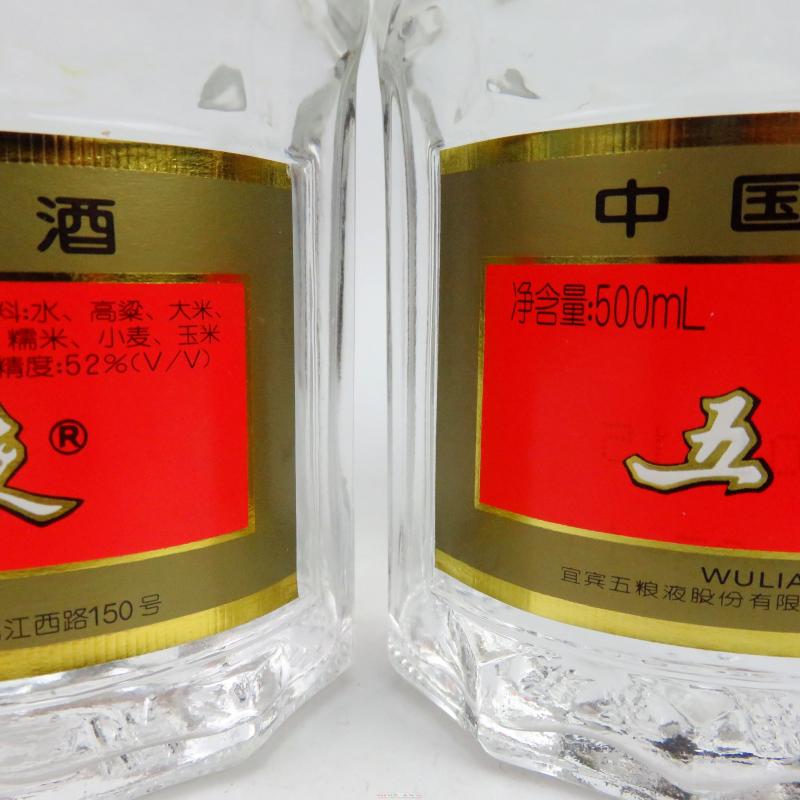 酒
料:水、高粱、大米、
糯米、小麦、玉米
精度:52%(V/V)
液®
江西路150号
中国
净含量:500mL
五
WULIA
宜宾五粮液股份有限